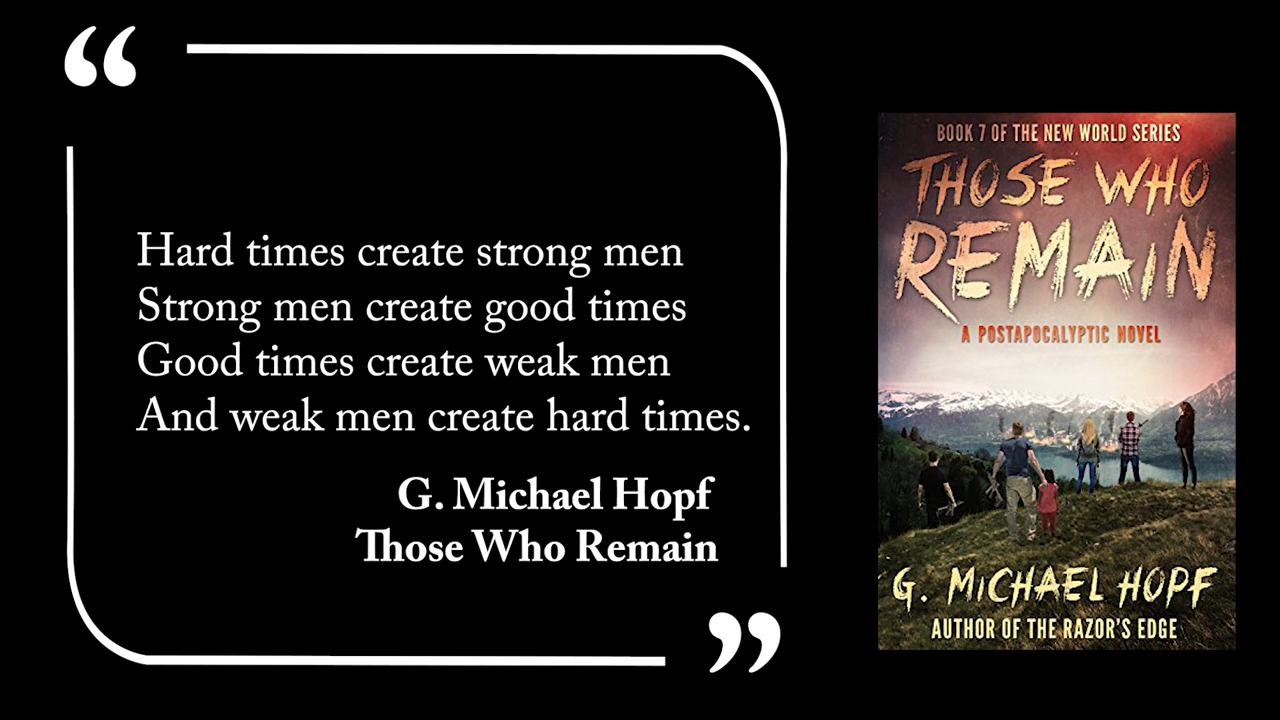 “
Hard times create strong men
Strong men create good times
Good times create weak men
And weak men create hard times.
G. Michael Hopf
Those Who Remain
”
BOOK 7 OF THE NEW WORLD SERIES
THOSE WHO
REMAIN
A POSTAPOCALYPTIC NOVEL
G. MICHAEL HOPF
AUTHOR OF THE RAZOR'S EDGE